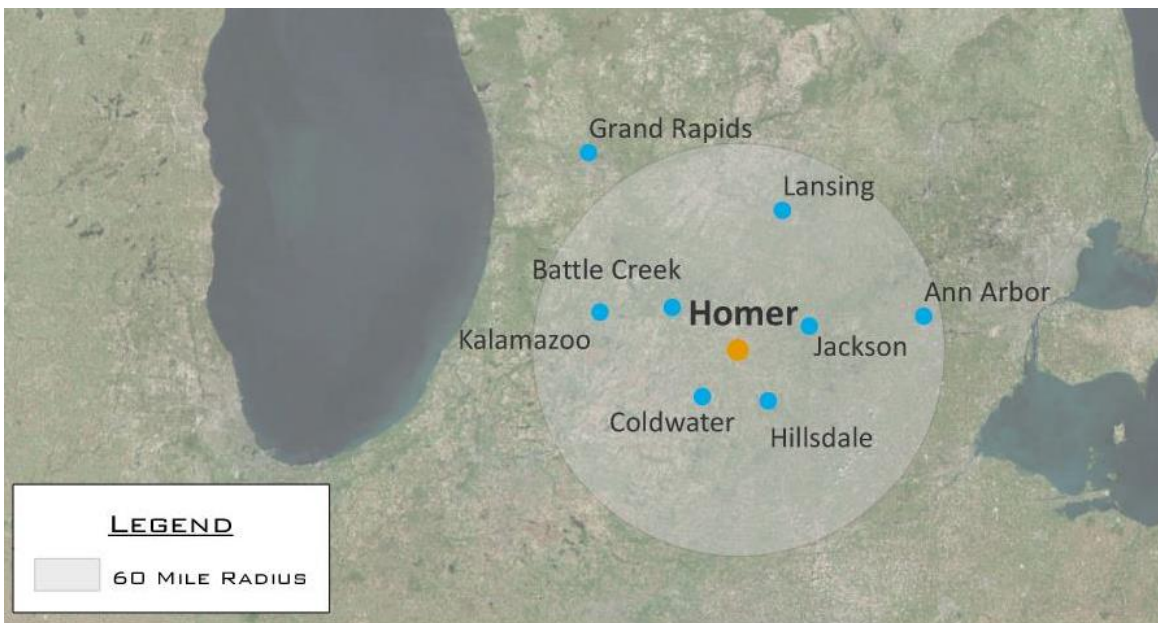 Grand Rapids
Lansing
Battle Creek
Ann Arbor
Homer
Kalamazoo
Jackson
Coldwater
Hillsdale
LEGEND
60 MILE RADIUS